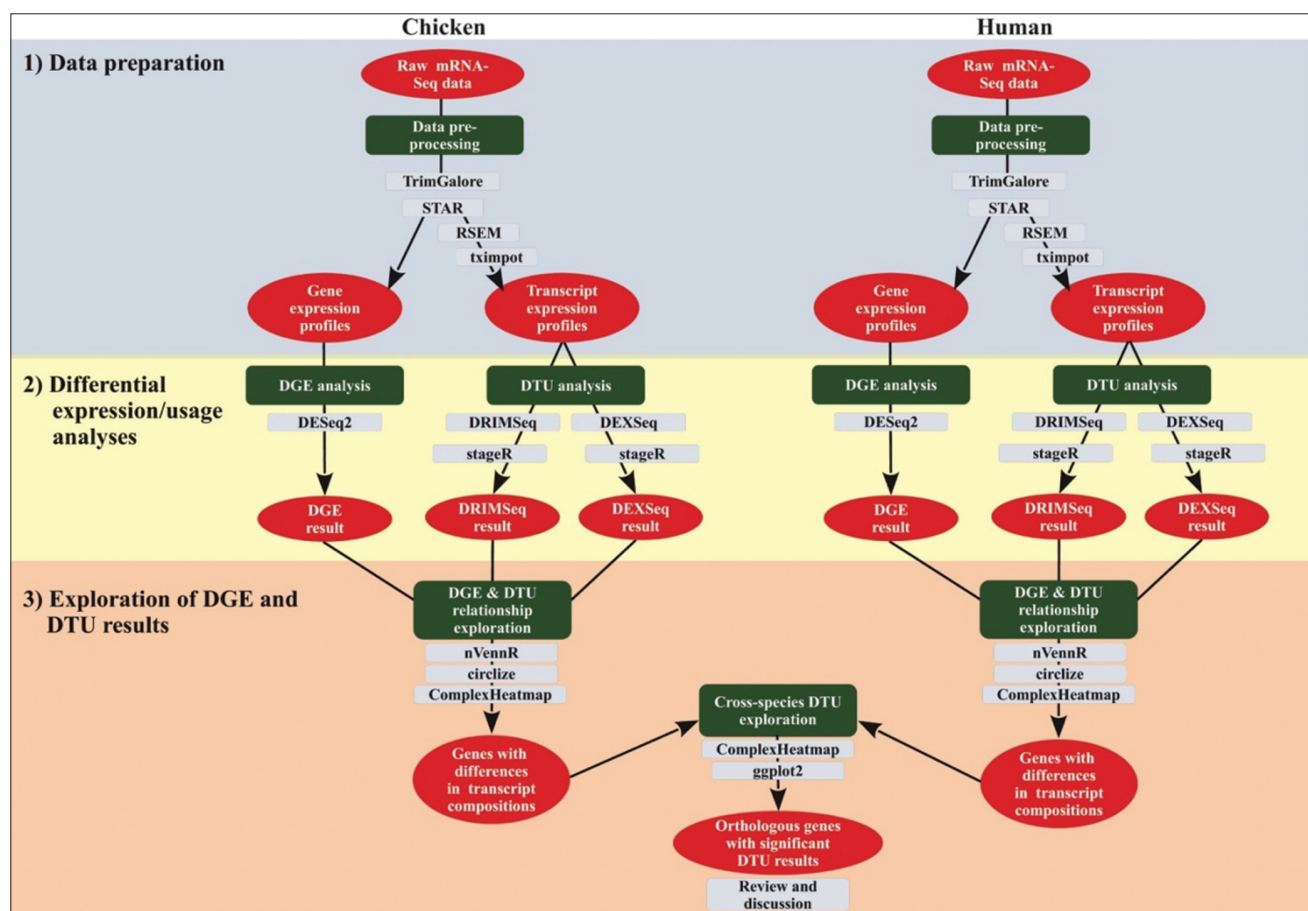 Chicken
Human
1) Data preparation
Raw mRNA-
Seq data
Data pre-
processing
TrimGalore
STAR
RSEM
tximpot
Gene
expression
profiles
Transcript
expression
profiles
Raw mRNA-
Seq data
Data pre-
processing
TrimGalore
STAR
RSEM
tximpot
Gene
expression
profiles
Transcript
expression
profiles
2) Differential
expression/usage
analyses
DGE analysis
DESeq2
DGE
result
DTU analysis
DRIMSeq
stageR
DRIMSeq
result
DEXSeq
stageR
DEXSeq
result
DGE analysis
DESeq2
DGE
result
DTU analysis
DRIMSeq
stageR
DRIMSeq
result
DEXSeq
stageR
DEXSeq
result
3) Exploration of DGE and
DTU results
DGE & DTU
relationship
exploration
nVennR
circlize
ComplexHeatmap
Genes with
differences
in transcript
compositions
DGE & DTU
relationship
exploration
nVennR
circlize
ComplexHeatmap
Genes with
differences
in transcript
compositions
Cross-species DTU
exploration
ComplexHeatmap
ggplot2
Orthologous genes
with significant
DTU results
Review and
discussion